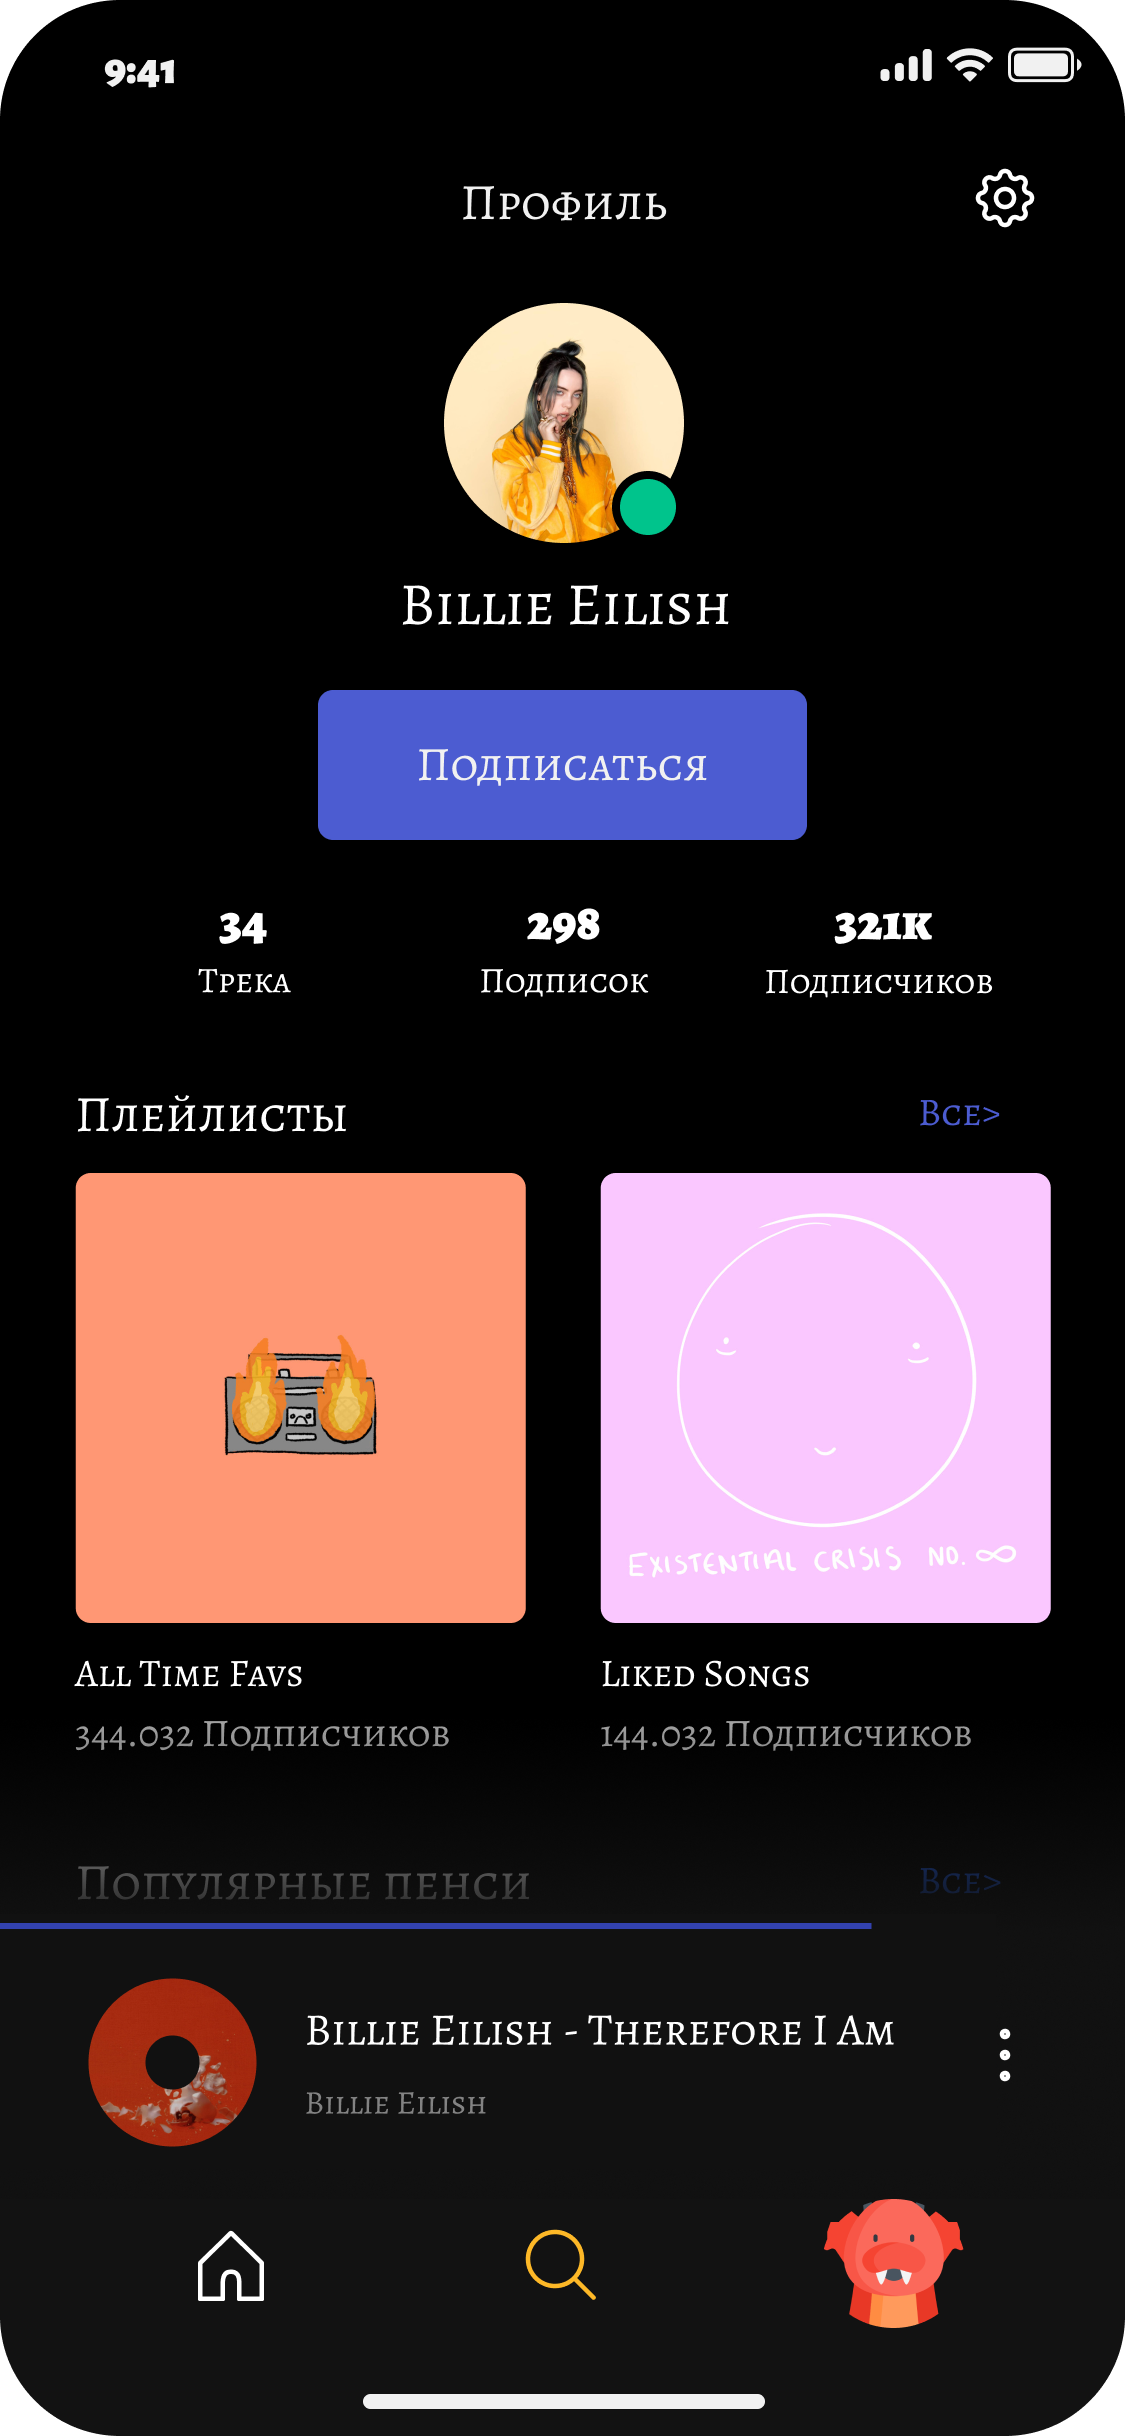 9:41
Профиль
Billie Eilish
Подписаться
34 298 321K
Трека Подписок Подписчиков
Плейлисты Все>
EXISTENTIAL CRISIS NO. ∞
All Time Favs Liked Songs
344.032 Подписчиков 144.032 Подписчиков
Популярные пенси Все>
Billie Eilish - Therefore I Am
Billie Eilish